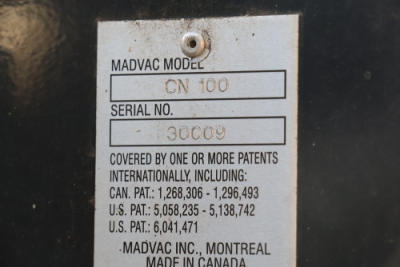 MADVAC MODEL
CN 100
SERIAL NO.
30009
COVERED BY ONE OR MORE PATENTS
INTERNATIONALLY, INCLUDING:
CAN. PAT.: 1,268,306 - 1,296,493
U.S. PAT.: 5,058,235 - 5,138,742
U.S. PAT.: 6,041,471
MADVAC INC., MONTREAL
MADE IN CANADA